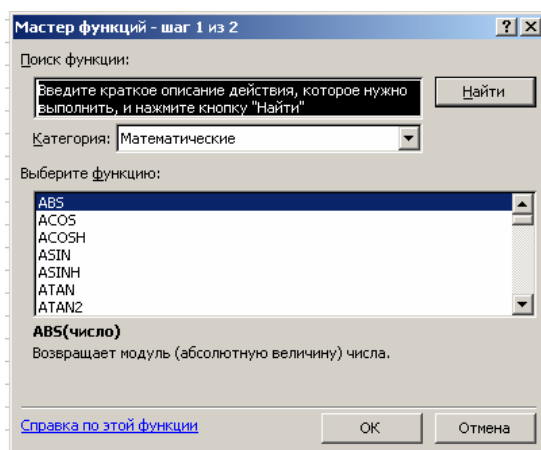 Мастер функций - шаг 1 из 2
Поиск функции:
Введите краткое описание действия, которое нужно
выполнить, и нажмите кнопку "Найти"
Найти
Категория: Математические
Выберите функцию:
ABS
ACOS
ACOSH
ASIN
ASINH
ATAN
ATAN2
ABS(число)
Возвращает модуль (абсолютную величину) числа.
Справка по этой функции
ОК
Отмена